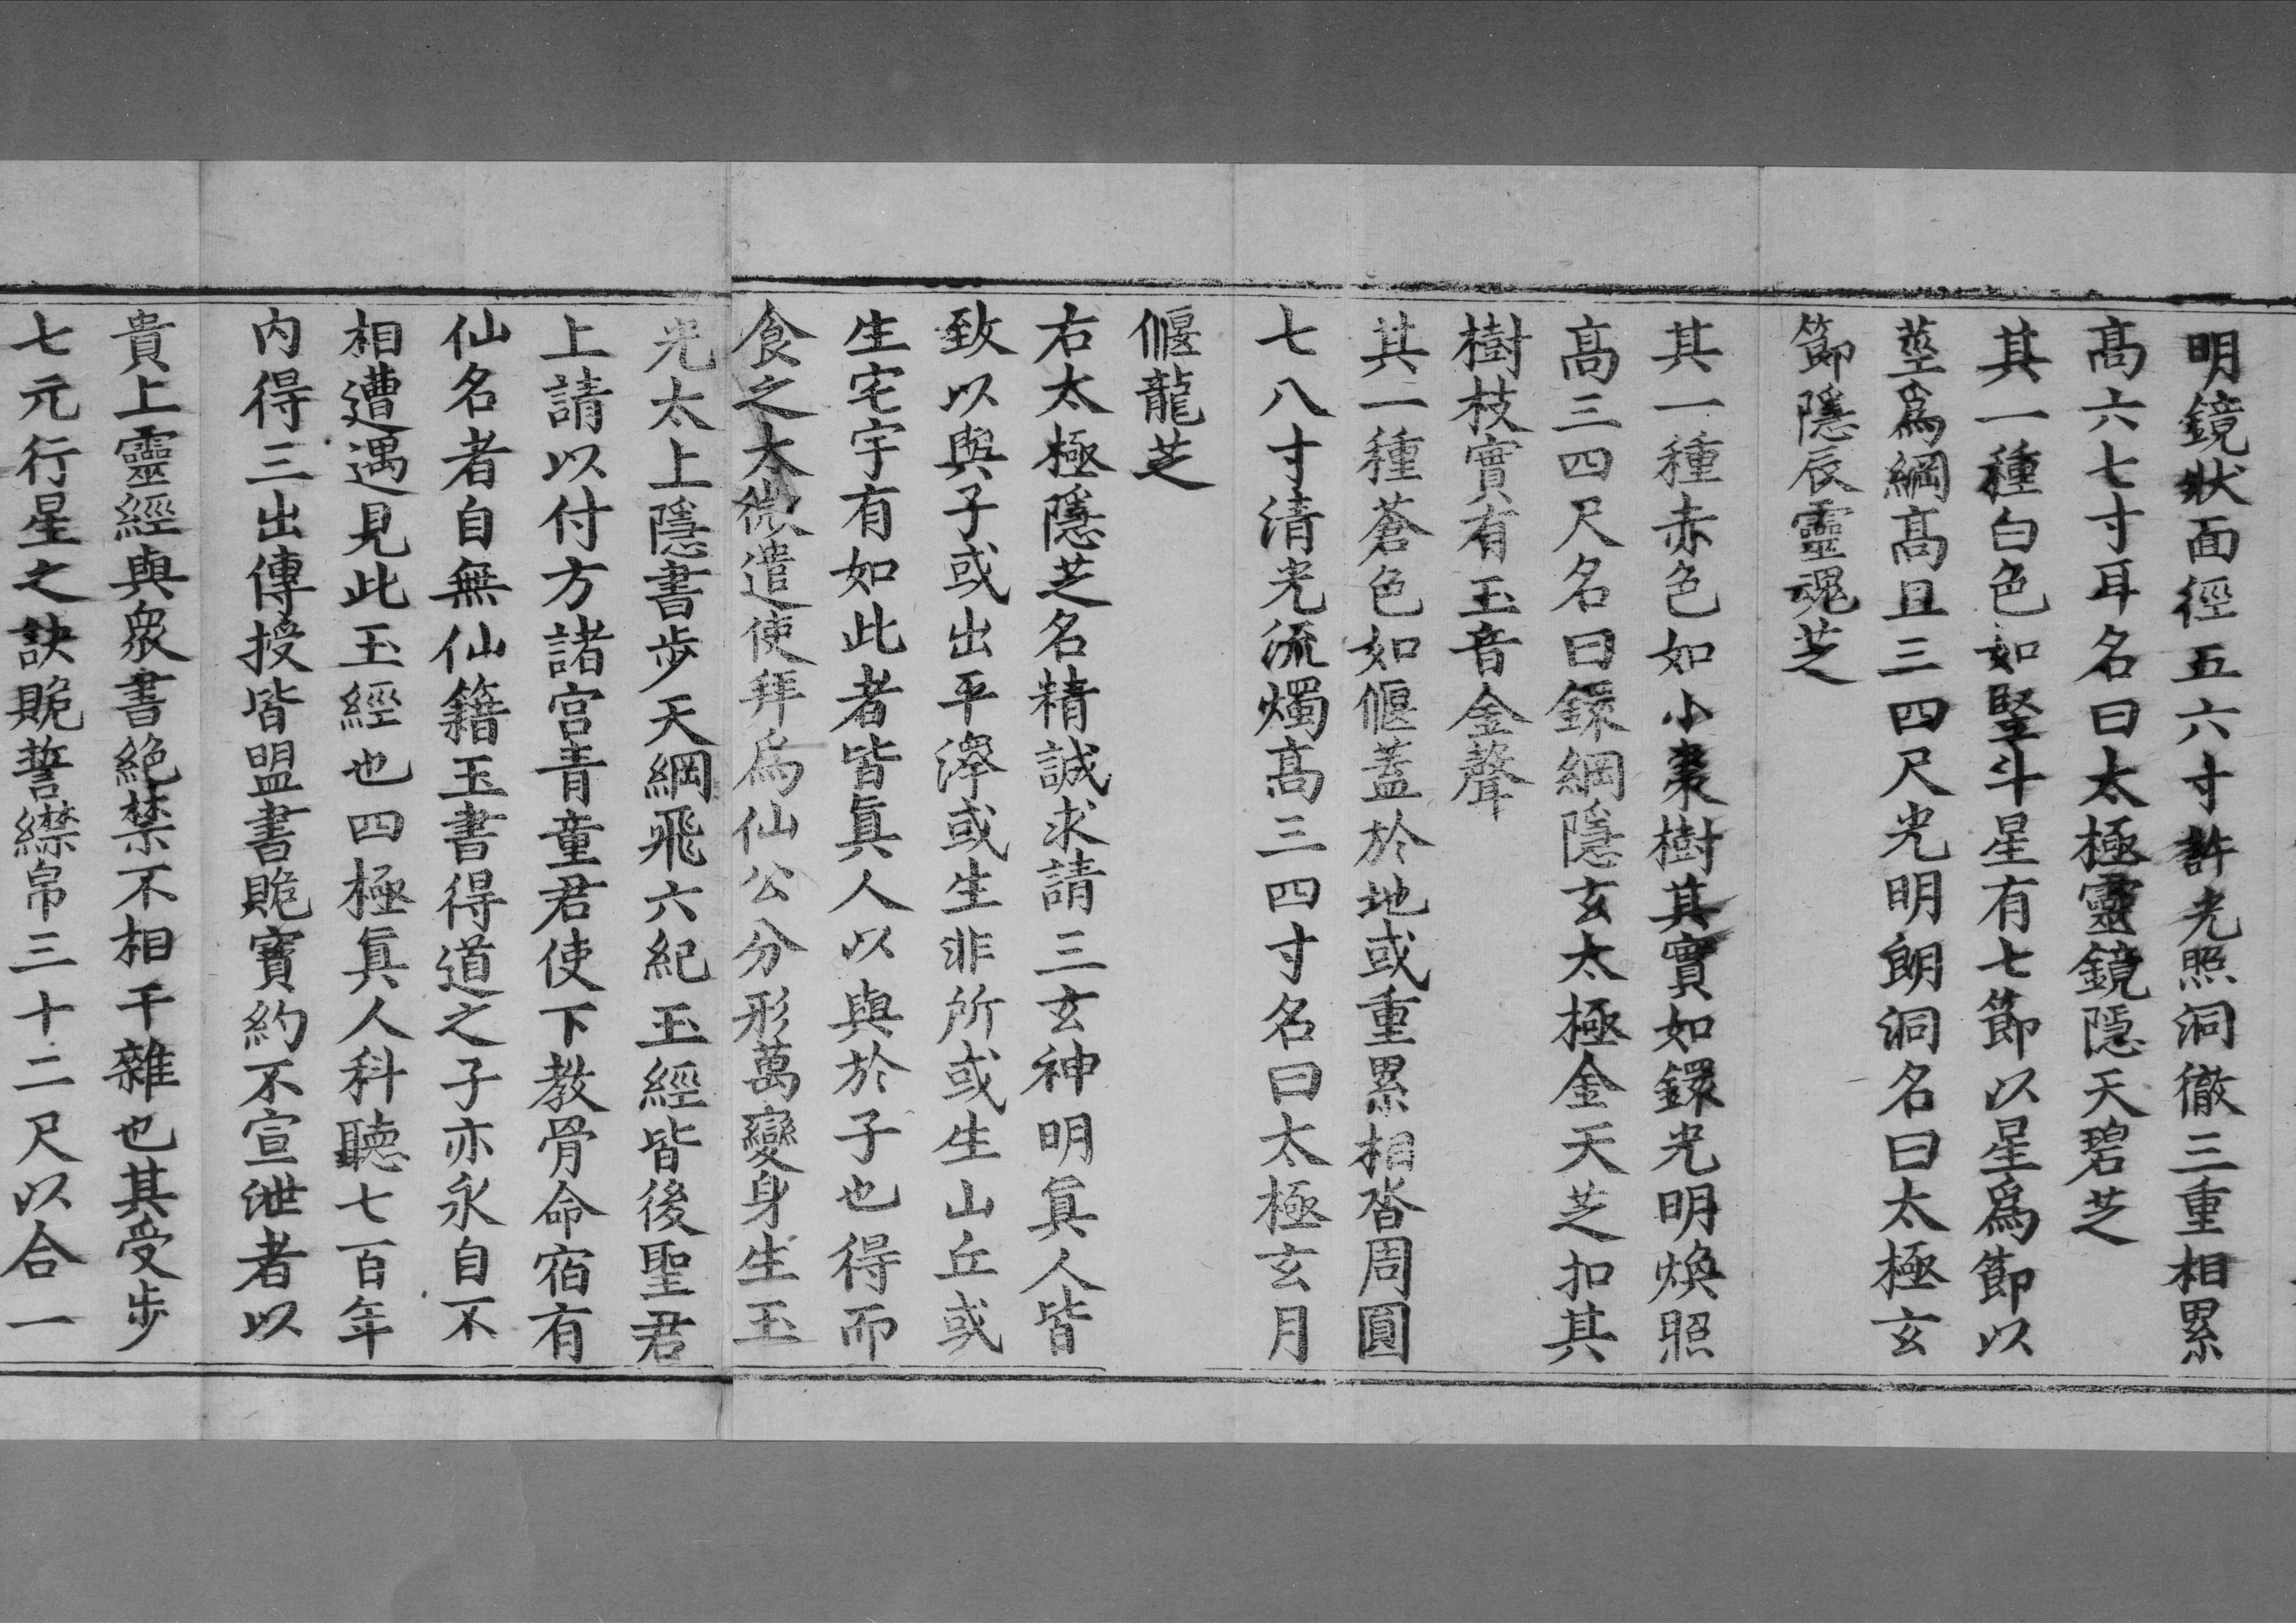 明鏡狀面徑五六寸許光照洞徹三重相累
髙六七寸耳名曰太極靈鏡隱天碧芝
其一種白色如竪斗星有七節以星爲節以
莖爲綱髙且三四尺光明朗洞名曰太極玄
節隱辰靈魂芝
其一種赤色如小棗樹其實如鐶光明煥照
髙三四尺名曰鐶綱隱玄太極金天芝扣其
樹枝實有玉音金聲
其一種蒼色如偃蓋於地或重累相沓周圓
七八寸清光流燭髙三四寸名曰太極玄月
偃龍芝
右太極隱芝名精誠求請三玄神明眞人皆
致以與子或出平澤或生非所或生山丘或
生宅宇有如此者皆眞人以與於子也得而
食之太微遣使拜爲仙公分形萬變身生玉
光太上隱書步天綱飛六紀玉經皆後聖君
上請以付方諸宮青童君使下教骨命宿有
仙名者自無仙籍玉書得道之子亦永自不
相遭遇見此玉經也四極眞人科聽七百年
内得三出傳授皆盟書貹寶約不宣泄者以
貴上靈經與衆書絶禁不相干雜也其受步
七元行星之訣貹誓繰帛三十二尺以合一